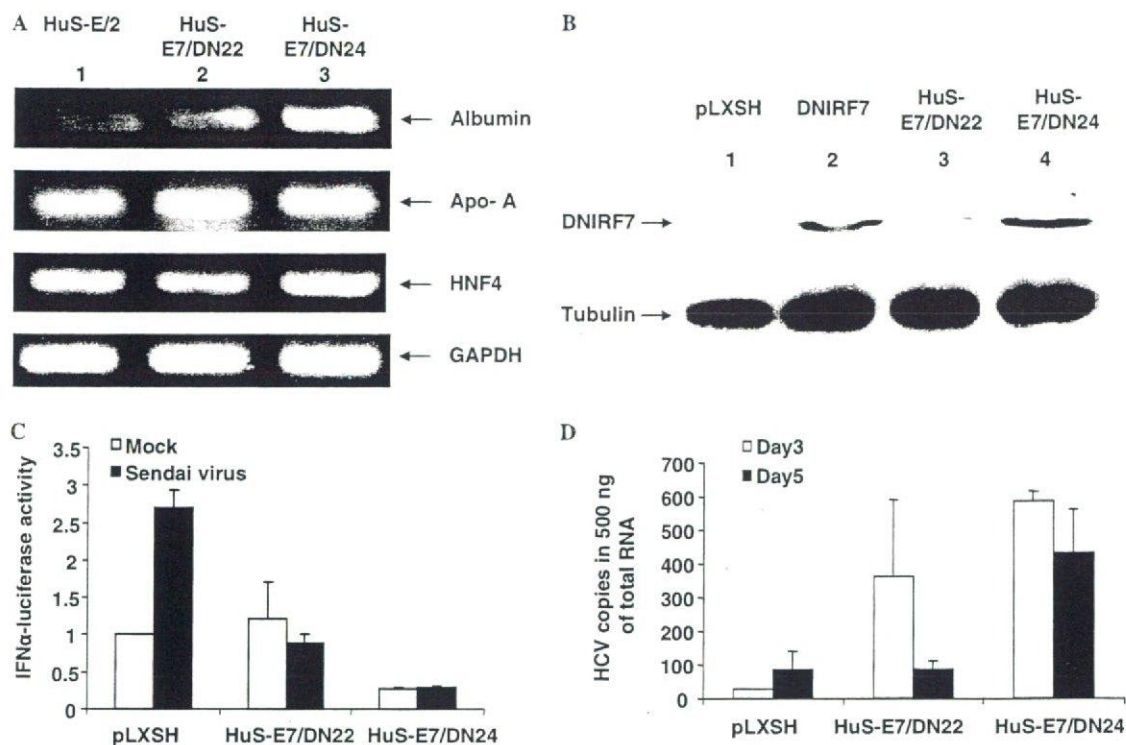 A
HuS-E/2 HuS- HuS-
E7/DN22 E7/DN24
1 2 3
Albumin
Apo- A
HNF4
GAPDH
B
pLXSH DNIRF7 HuS- HuS-
E7/DN22 E7/DN24
1 2 3 4
DNIRF7
Tubulin
C
Mock
Sendai virus
IFNα-luciferase activity
3.5
3
2.5
2
1.5
1
0.5
0
pLXSH HuS-E7/DN22 HuS-E7/DN24
D
Day3
Day5
HCV copies in 500 ng
of total RNA
700
600
500
400
300
200
100
0
pLXSH HuS-E7/DN22 HuS-E7/DN24